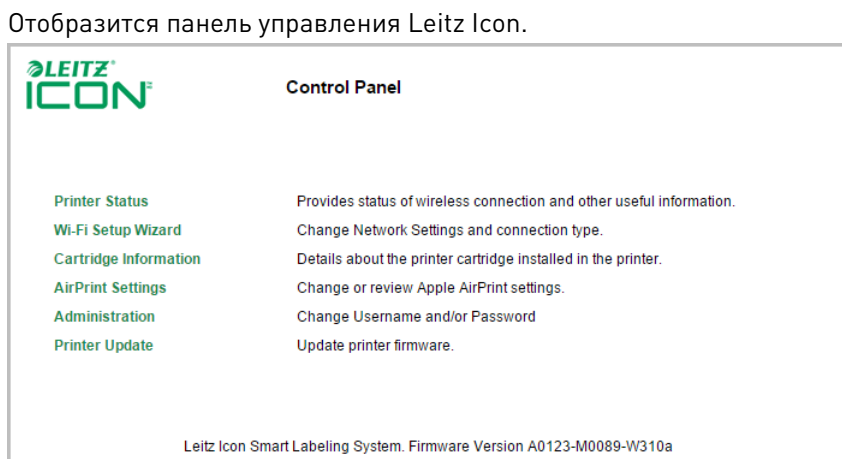 Отобразится панель управления Leitz Icon.
LEITZ
ICON
Control Panel
Printer Status Provides status of wireless connection and other useful information.
Wi-Fi Setup Wizard Change Network Settings and connection type.
Cartridge Information Details about the printer cartridge installed in the printer.
AirPrint Settings Change or review Apple AirPrint settings.
Administration Change Username and/or Password
Printer Update Update printer firmware.
Leitz Icon Smart Labeling System. Firmware Version A0123-M0089-W310a